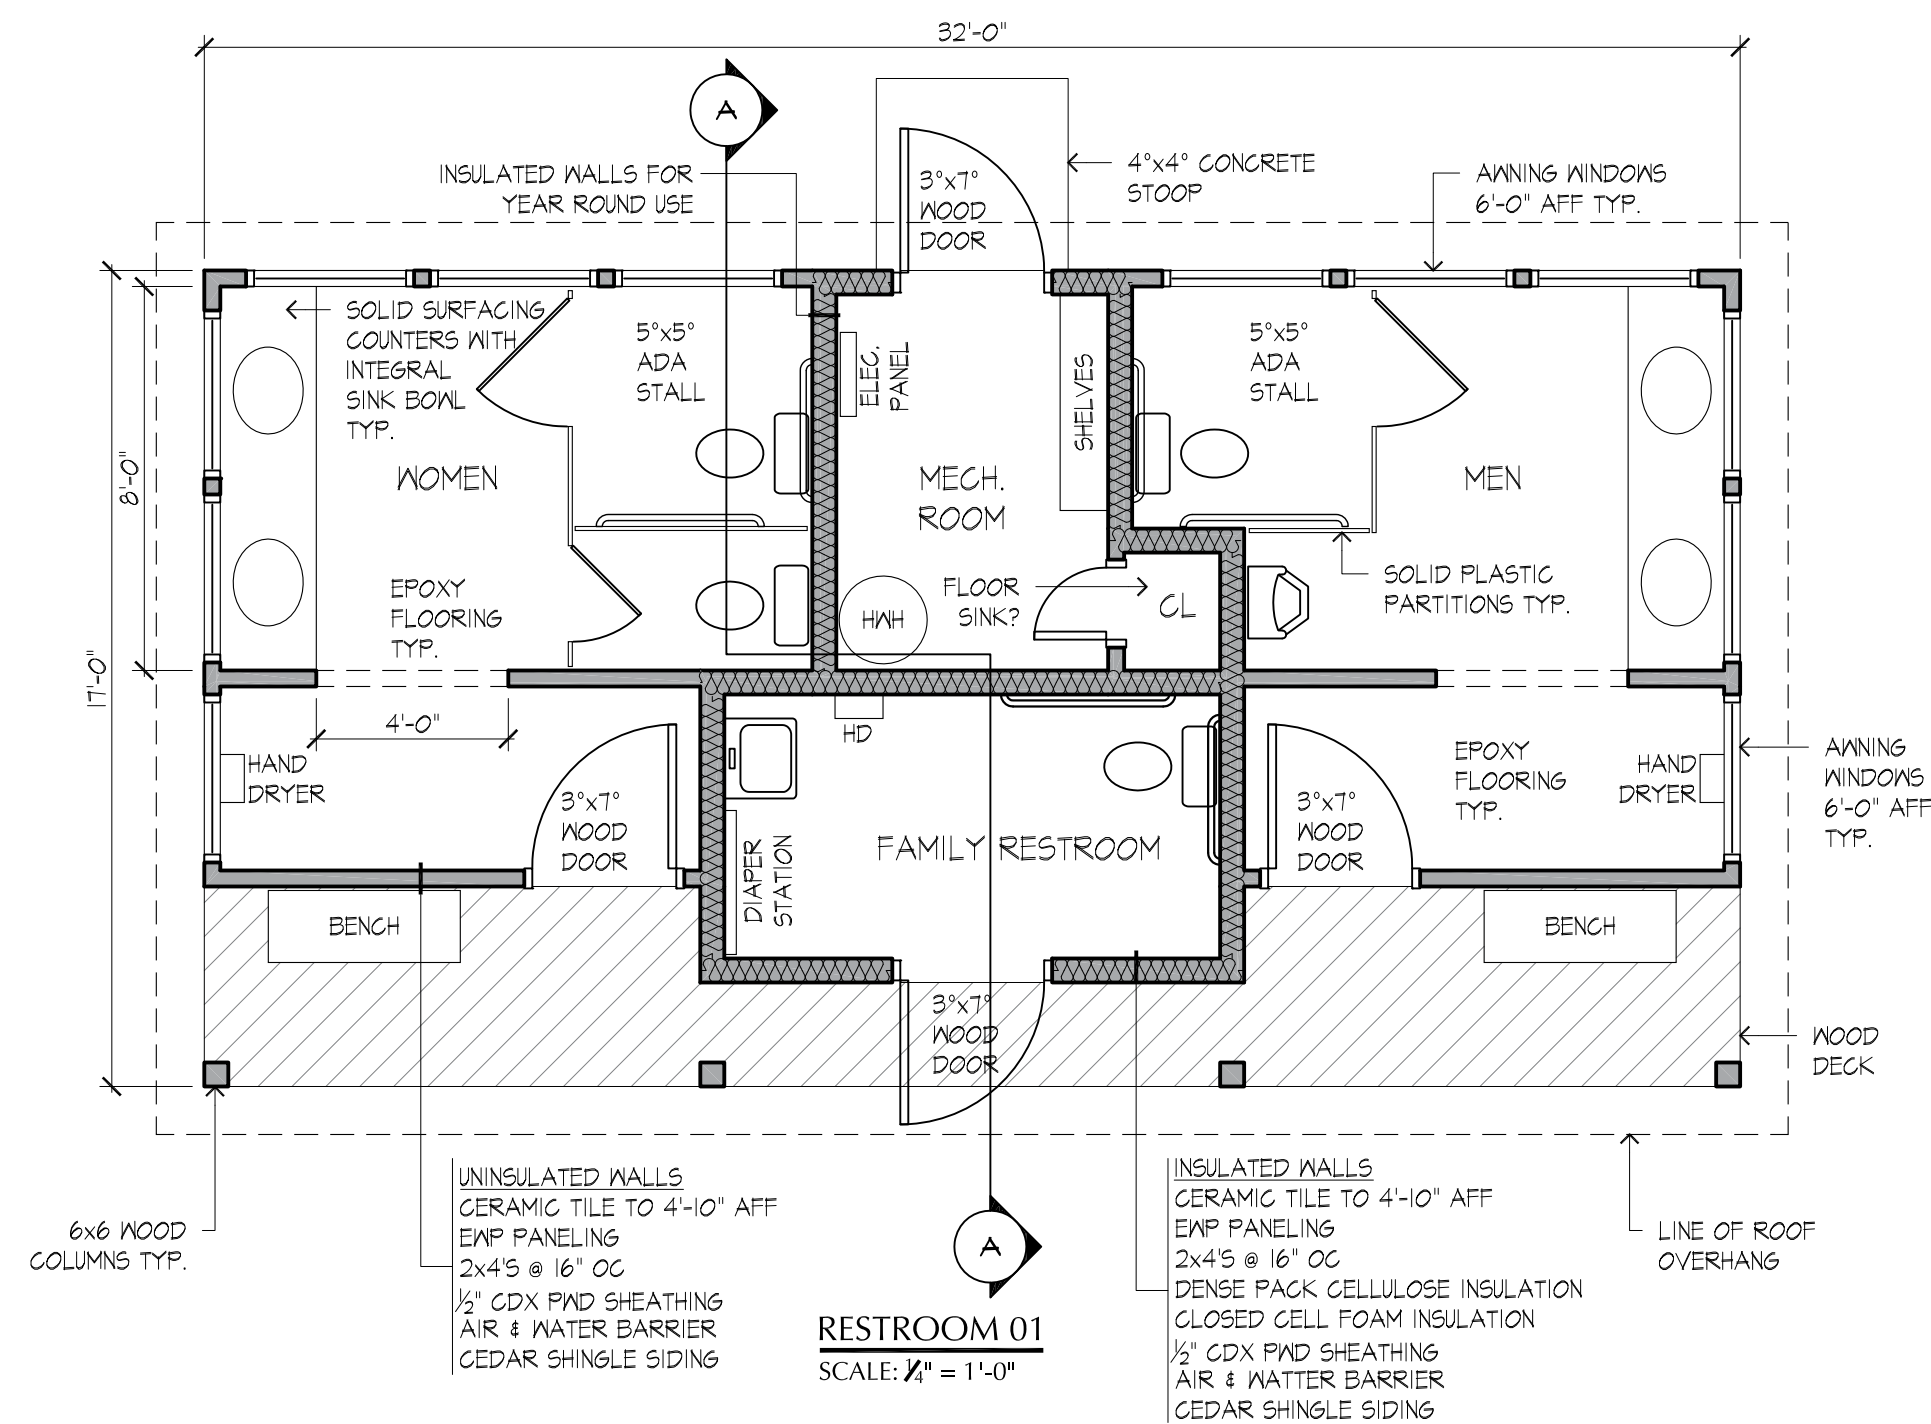 32'-0"
A
INSULATED WALLS FOR
YEAR ROUND USE
3°x7°
WOOD
DOOR
4°x4° CONCRETE
STOOP
AWNING WINDOWS
6'-0" AFF TYP.
SOLID SURFACING
COUNTERS WITH
INTEGRAL
SINK BOWL
TYP.
5°x5°
ADA
STALL
ELEC.
PANEL
SHELVES
5°x5°
ADA
STALL
8'-0"
WOMEN
MECH.
ROOM
MEN
EPOXY
FLOORING
TYP.
HWH
FLOOR
SINK?
CL
SOLID PLASTIC
PARTITIONS TYP.
17'-0"
4'-0"
HD
HAND
DRYER
3°x7°
WOOD
DOOR
DIAPER
STATION
FAMILY RESTROOM
3°x7°
WOOD
DOOR
EPOXY
FLOORING
TYP.
HAND
DRYER
AWNING
WINDOWS
6'-0" AFF
TYP.
BENCH
BENCH
3°x7°
WOOD
DOOR
WOOD
DECK
6x6 WOOD
COLUMNS TYP.
UNINSULATED WALLS
CERAMIC TILE TO 4'-10" AFF
EWP PANELING
2x4'S @ 16" OC
½" CDX PWD SHEATHING
AIR & WATER BARRIER
CEDAR SHINGLE SIDING
A
RESTROOM 01
SCALE: ¼" = 1'-0"
INSULATED WALLS
CERAMIC TILE TO 4'-10" AFF
EWP PANELING
2x4'S @ 16" OC
DENSE PACK CELLULOSE INSULATION
CLOSED CELL FOAM INSULATION
½" CDX PWD SHEATHING
AIR & WATTER BARRIER
CEDAR SHINGLE SIDING
LINE OF ROOF
OVERHANG